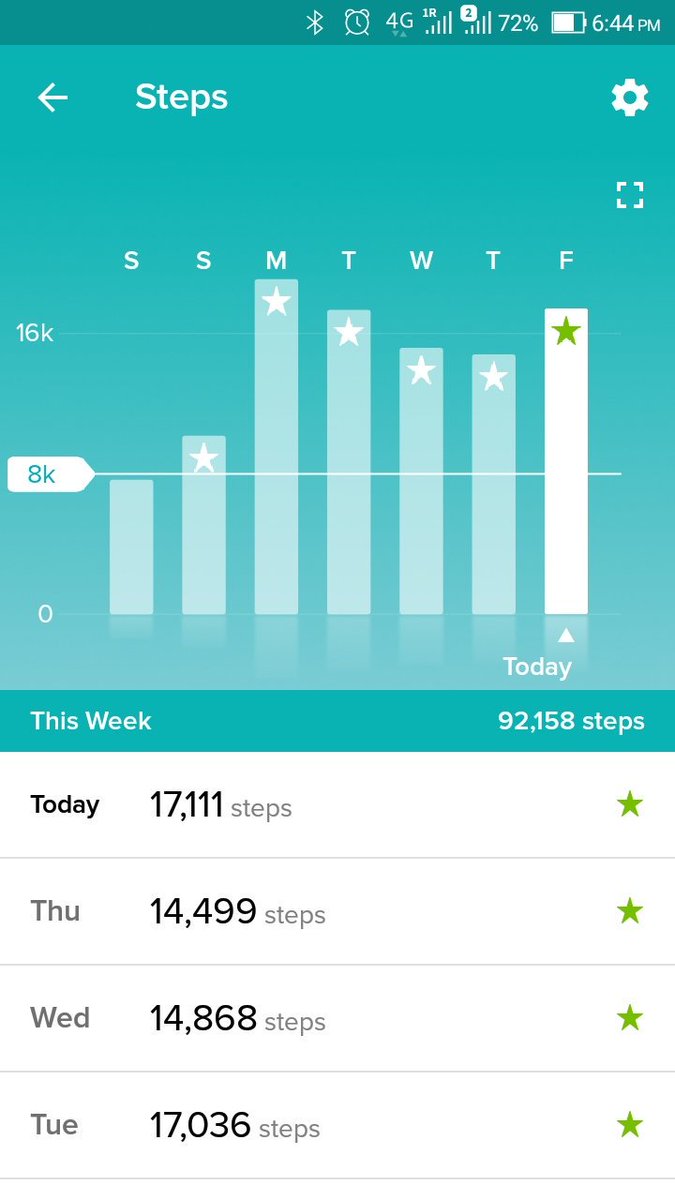 4G 1R 2 72% 6:44 PM
Steps
S S M T W T F
16k
8k
0
Today
This Week 92,158 steps
Today 17,111 steps
Thu 14,499 steps
Wed 14,868 steps
Tue 17,036 steps